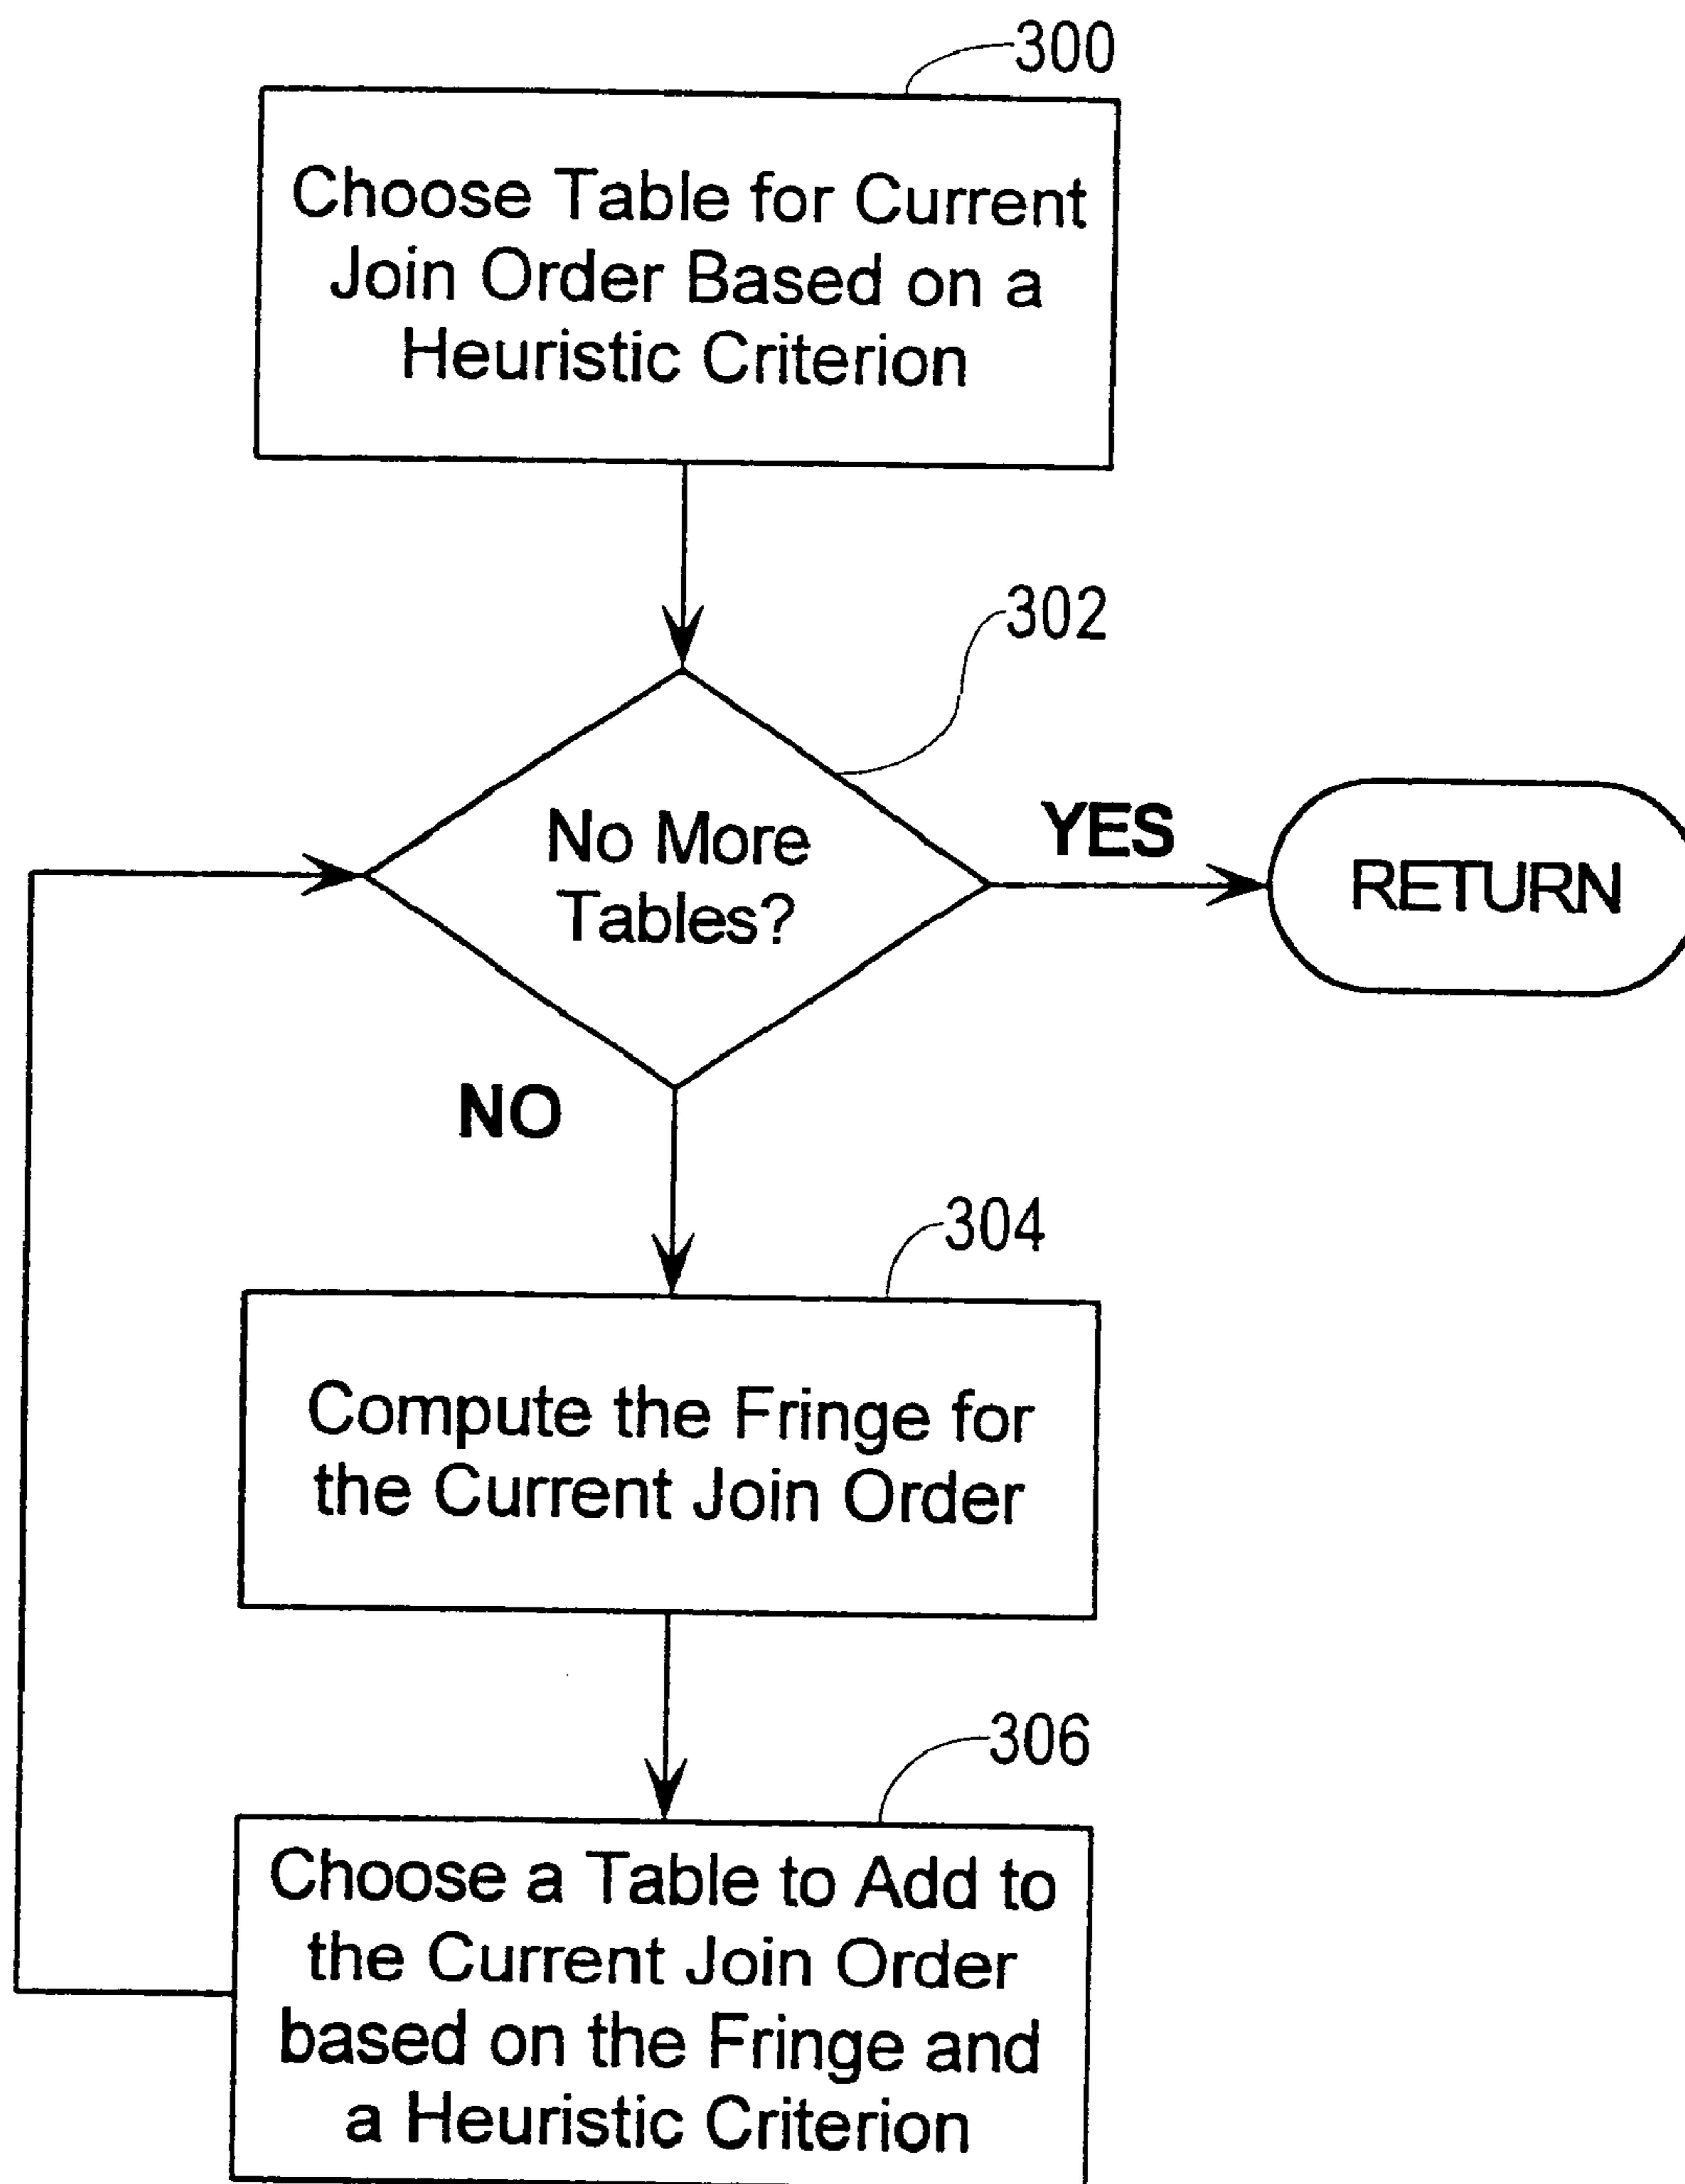 300
Choose Table for Current
Join Order Based on a
Heuristic Criterion
302
No More
Tables?
YES
RETURN
NO
304
Compute the Fringe for
the Current Join Order
306
Choose a Table to Add to
the Current Join Order
based on the Fringe and
a Heuristic Criterion